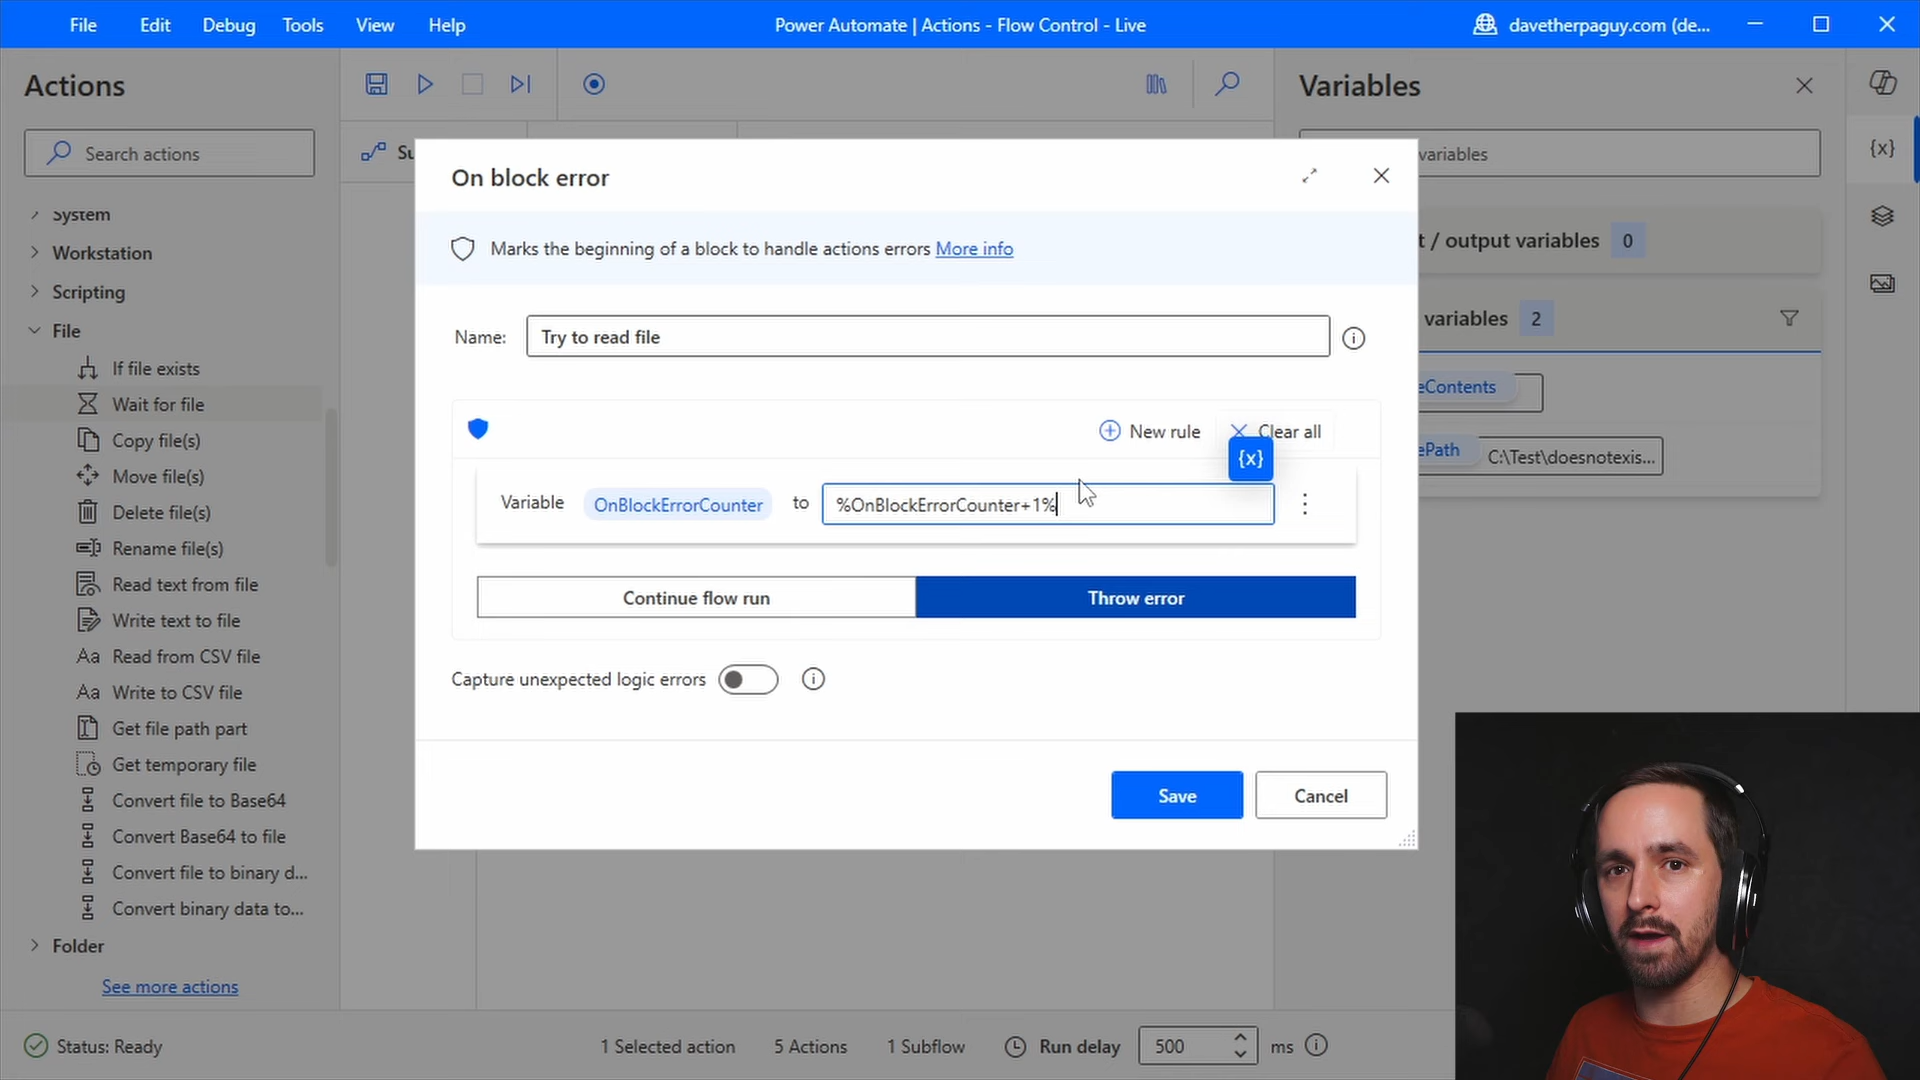 File Edit Debug Tools View Help
Power Automate | Actions - Flow Control - Live
davetherpaguy.com (de...
Actions
Search actions
System
Workstation
Scripting
File
If file exists
Wait for file
Copy file(s)
Move file(s)
Delete file(s)
Rename file(s)
Read text from file
Write text to file
Read from CSV file
Write to CSV file
Get file path part
Get temporary file
Convert file to Base64
Convert Base64 to file
Convert file to binary d...
Convert binary data to...
Folder
See more actions
Su
On block error
Marks the beginning of a block to handle actions errors More info
Name: Try to read file
New rule Clear all
{x}
Variable OnBlockErrorCounter to %OnBlockErrorCounter+1%
Continue flow run Throw error
Capture unexpected logic errors
Save Cancel
Variables
variables
t / output variables 0
variables 2
eContents
ePath C:\Test\doesnotexis...
{x}
Status: Ready 1 Selected action 5 Actions 1 Subflow Run delay 500 ms